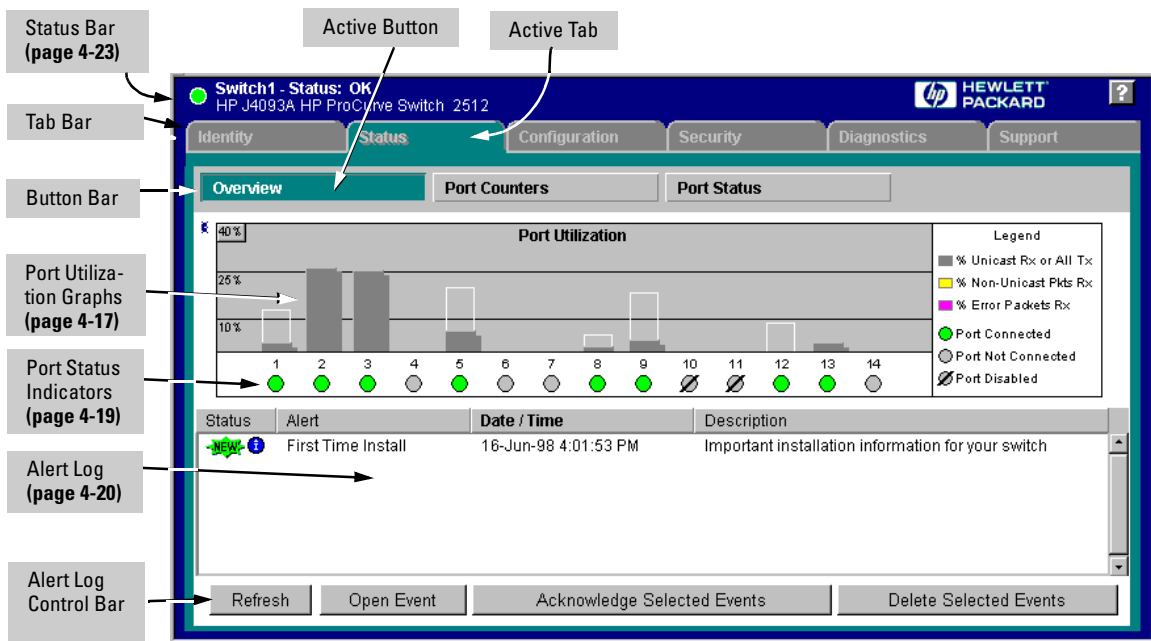 Status Bar
(page 4-23)
Active Button
Active Tab
Switch1 - Status: OK
HP J4093A HP ProCurve Switch 2512
hp HEWLETT
PACKARD
?
Tab Bar
Identity
Status
Configuration
Security
Diagnostics
Support
Button Bar
Overview
Port Counters
Port Status
Port Utiliza-
tion Graphs
(page 4-17)
40%
Port Utilization
25%
10%
Legend
% Unicast Rx or All Tx
% Non-Unicast Pkts Rx
% Error Packets Rx
Port Connected
Port Not Connected
Port Disabled
1 2 3 4 5 6 7 8 9 10 11 12 13 14
Port Status
Indicators
(page 4-19)
Status Alert Date / Time Description
NEW i First Time Install 16-Jun-98 4:01:53 PM Important installation information for your switch
Alert Log
(page 4-20)
Alert Log
Control Bar
Refresh
Open Event
Acknowledge Selected Events
Delete Selected Events